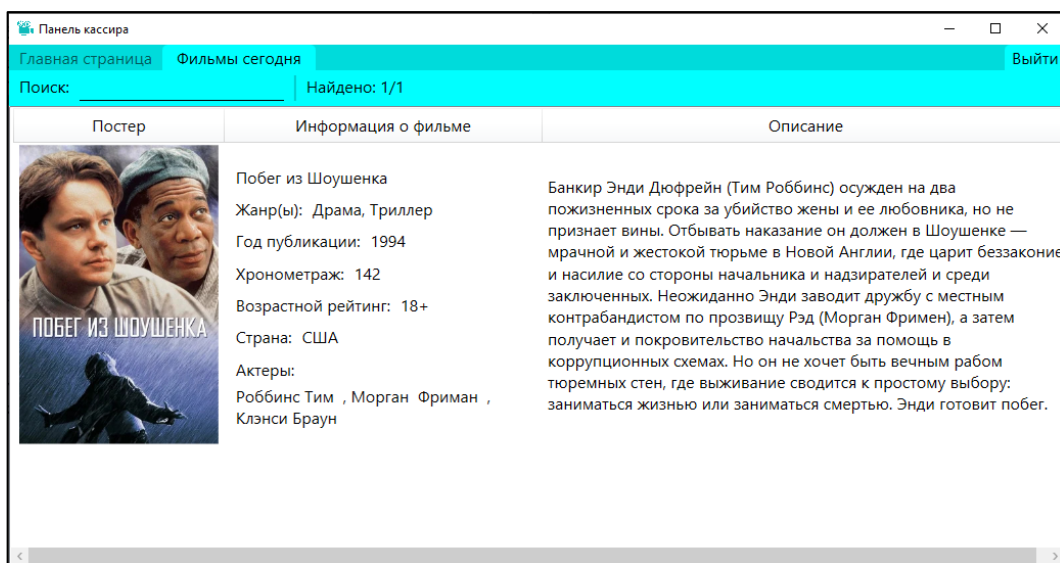 Панель кассира
Главная страница Фильмы сегодня Выйти
Поиск: Найдено: 1/1
Постер Информация о фильме Описание
ПОБЕГ ИЗ ШОУШЕНКА
Побег из Шоушенка
Жанр(ы): Драма, Триллер
Год публикации: 1994
Хронометраж: 142
Возрастной рейтинг: 18+
Страна: США
Актеры:
Роббинс Тим , Морган Фриман ,
Клэнси Браун
Банкир Энди Дюфрейн (Тим Роббинс) осужден на два
пожизненных срока за убийство жены и ее любовника, но не
признает вины. Отбывать наказание он должен в Шоушенке —
мрачной и жестокой тюрьме в Новой Англии, где царит беззаконие
и насилие со стороны начальника и надзирателей и среди
заключенных. Неожиданно Энди заводит дружбу с местным
контрабандистом по прозвищу Рэд (Морган Фримен), а затем
получает и покровительство начальства за помощь в
коррупционных схемах. Но он не хочет быть вечным рабом
тюремных стен, где выживание сводится к простому выбору:
заниматься жизнью или заниматься смертью. Энди готовит побег.